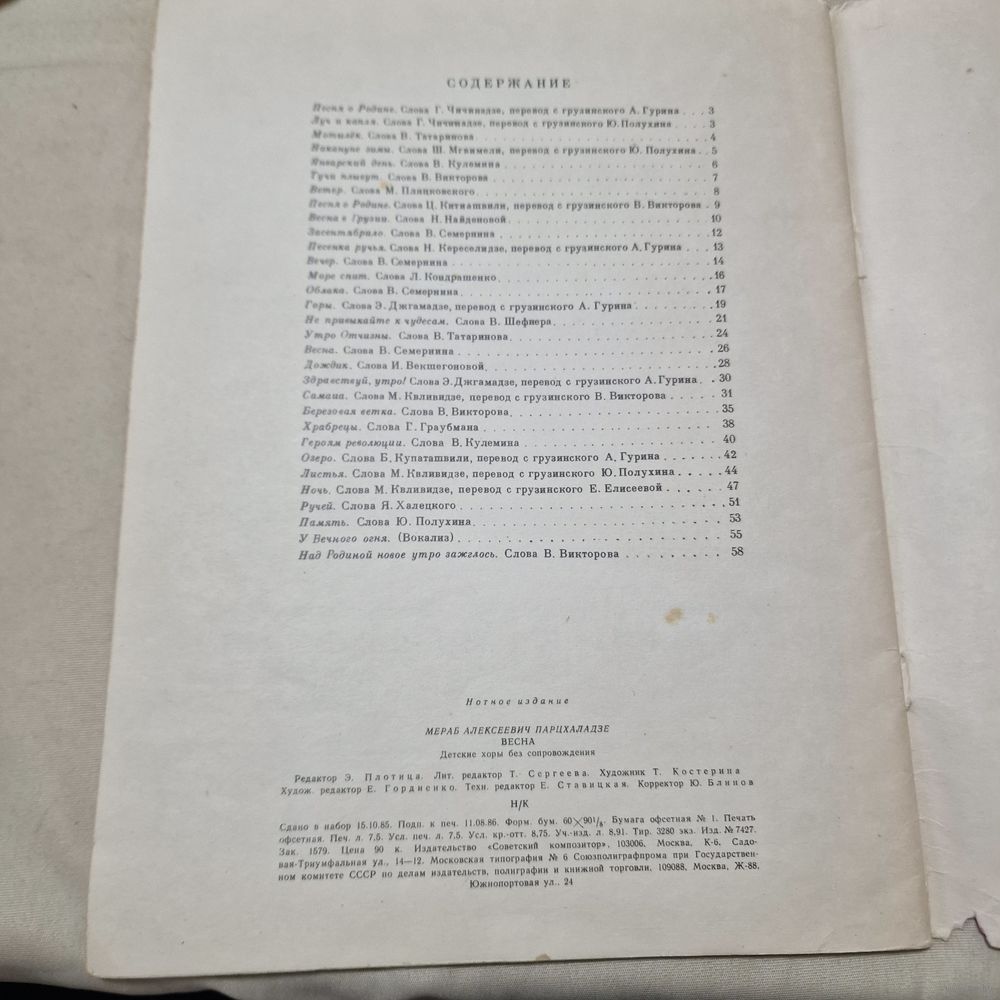 СОДЕРЖАНИЕ
Песня о Родине. Слова Г. Чичинадзе, перевод с грузинского А. Гурина . . . 3
Луч и капля. Слова Г. Чичинадзе, перевод с грузинского Ю. Полухина . . . . 3
Мотылёк. Слова В. Татаринова . . . 4
Накануне зимы. Слова Ш. Мгвимели, перевод с грузинского Ю. Полухина . . 5
Январский день. Слова В. Кулемина . . . 6
Тучи плывут. Слова В. Викторова . . . 7
Ветер. Слова М. Пляцковского . . . 8
Песня о Родине. Слова Ц. Китиашвили, перевод с грузинского В. Викторова . 9
Весна в Грузии. Слова Н. Найденовой . . . 10
Засентябрило. Слова В. Семернина . . . 12
Песенка ручья. Слова Н. Кереселидзе, перевод с грузинского А. Гурина . . . 13
Вечер. Слова В. Семернина . . . 14
Море спит. Слова Л. Кондрашенко . . . 16
Облака. Слова В. Семернина . . . 17
Горы. Слова Э. Джгамадзе, перевод с грузинского А. Гурина . . . 19
Не привыкайте к чудесам. Слова В. Шефнера . . . 21
Утро Отчизны. Слова В. Татаринова . . . 24
Весна. Слова В. Семернина . . . 26
Дождик. Слова И. Векшегоновой . . . 28
Здравствуй, утро! Слова Э. Джгамадзе, перевод с грузинского А. Гурина . . 30
Самаиа. Слова М. Квливидзе, перевод с грузинского В. Викторова . . . 31
Березовая ветка. Слова В. Викторова . . . 35
Храбрецы. Слова Г. Граубмана . . . 38
Героям революции. Слова В. Кулемина . . . 40
Озеро. Слова Б. Купаташвили, перевод с грузинского А. Гурина . . . 42
Листья. Слова М. Квливидзе, перевод с грузинского Ю. Полухина . . . 44
Ночь. Слова М. Квливидзе, перевод с грузинского Е. Елисеевой . . . 47
Ручей. Слова Я. Халецкого . . . 51
Память. Слова Ю. Полухина . . . 53
У Вечного огня. (Вокализ) . . . 55
Над Родиной новое утро зажглось. Слова В. Викторова . . . 58
Нотное издание
МЕРАБ АЛЕКСЕЕВИЧ ПАРЦХАЛАДЗЕ
ВЕСНА
Детские хоры без сопровождения
Редактор Э. Плотица. Лит. редактор Т. Сергеева. Художник Т. Костерина
Худож. редактор Е. Гордиенко. Техн. редактор Е. Ставицкая. Корректор Ю. Блинов
Н/К
Сдано в набор 15.10.85. Подп. к печ. 11.08.86. Форм. бум. 60×90 1/8. Бумага офсетная № 1. Печать
офсетная. Печ. л. 7,5. Усл. печ. л. 7,5. Усл. кр.-отт. 8,75. Уч.-изд. л. 8,91. Тир. 3280 экз. Изд. № 7427.
Зак. 1579. Цена 90 к. Издательство «Советский композитор», 103006, Москва, К-6, Садо-
вая-Триумфальная ул., 14—12. Московская типография № 6 Союзполиграфпрома при Государствен-
ном комитете СССР по делам издательств, полиграфии и книжной торговли, 109088, Москва, Ж-88,
Южнопортовая ул., 24